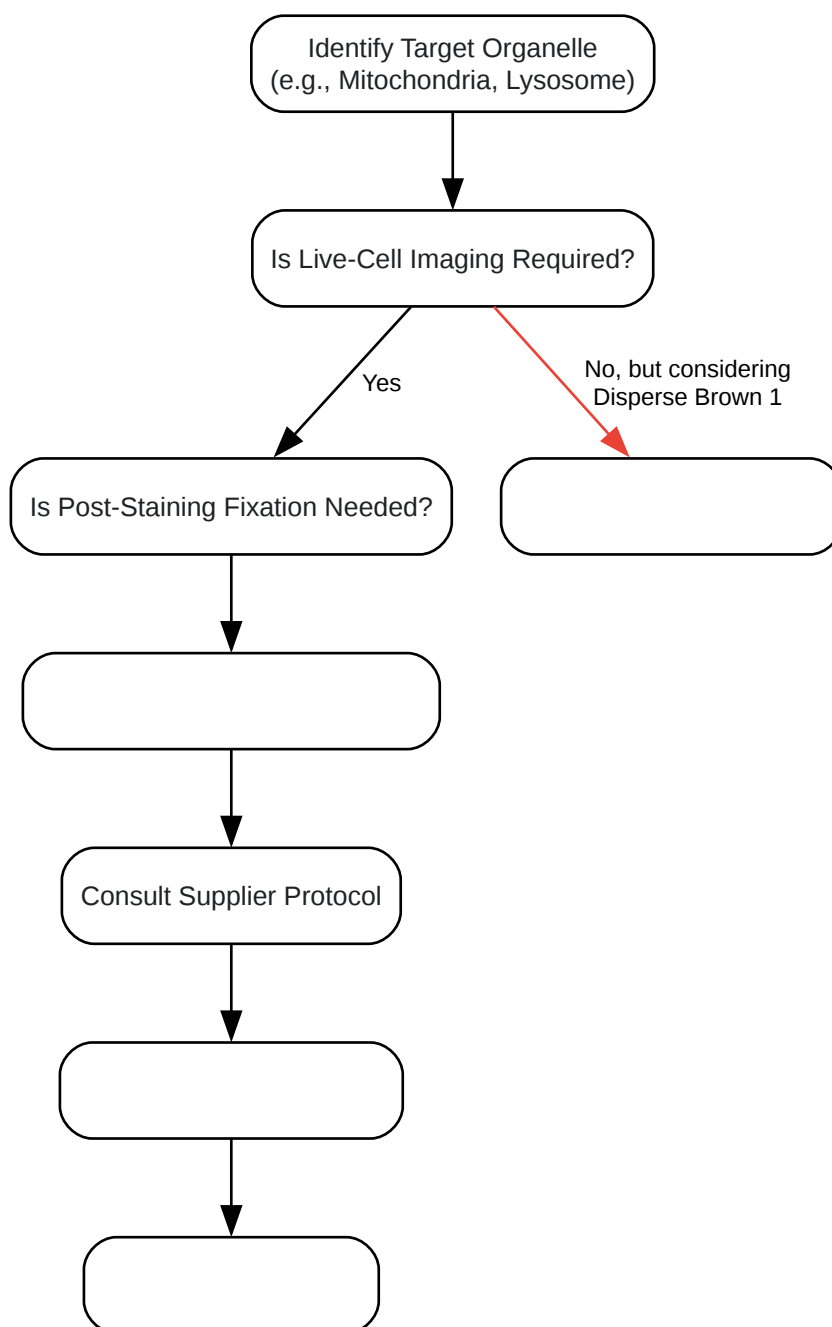 Identify Target Organelle
(e.g., Mitochondria, Lysosome)
Is Live-Cell Imaging Required?
Yes
No, but considering
Disperse Brown 1
Is Post-Staining Fixation Needed?
Consult Supplier Protocol